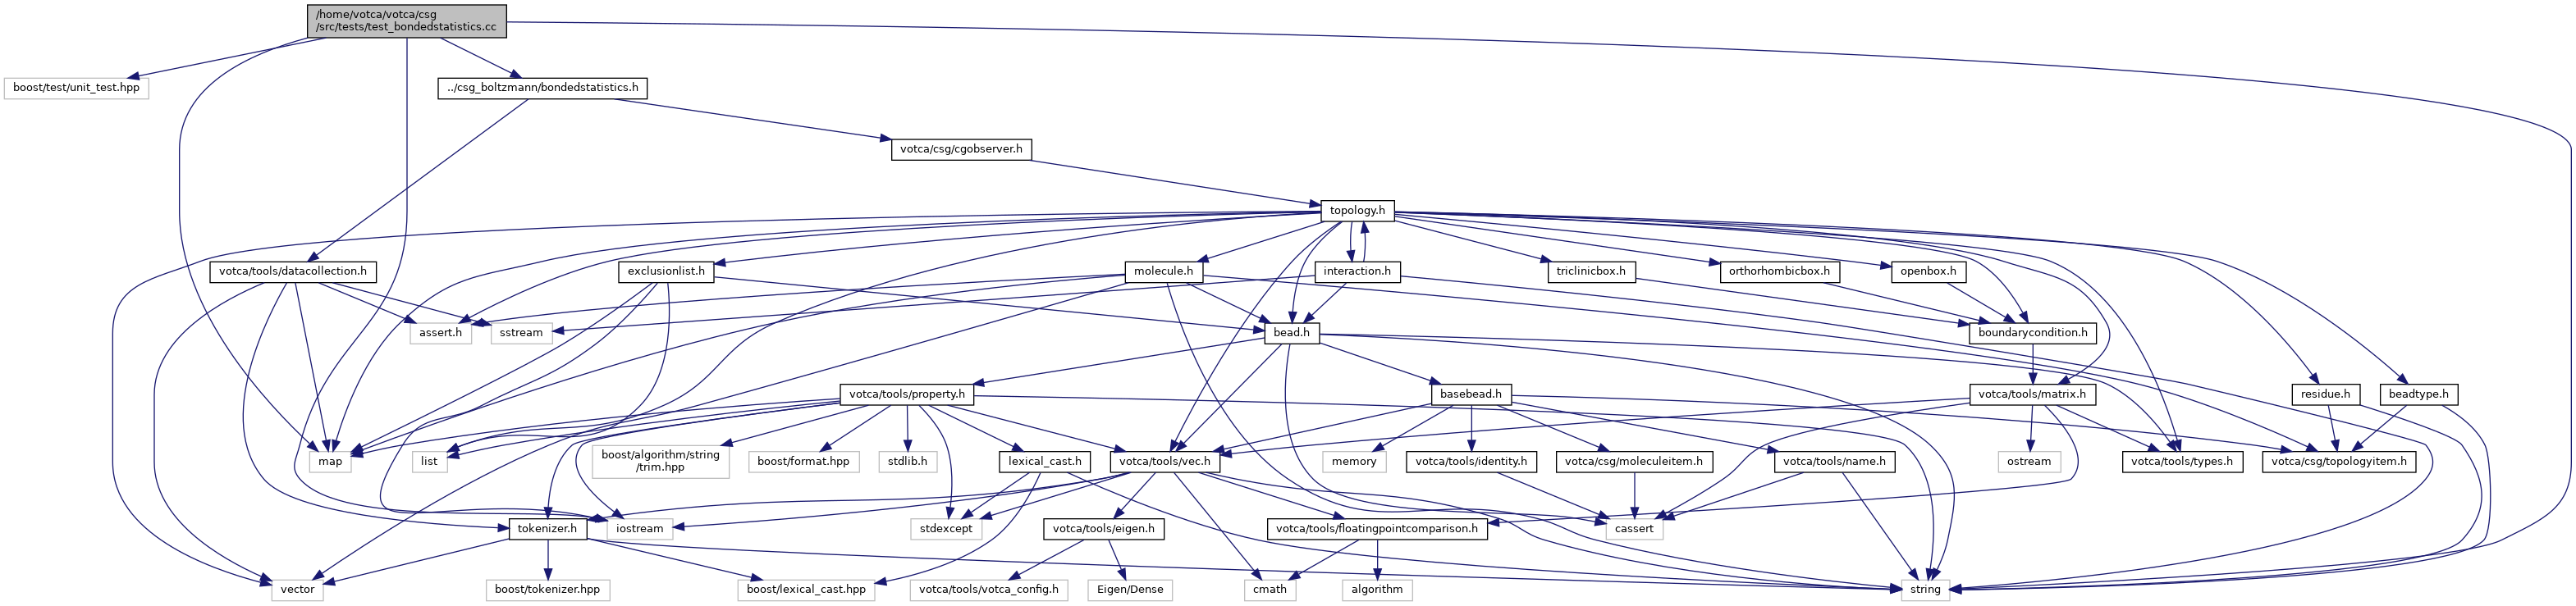 /home/votca/votca/csg
/src/tests/test_bondedstatistics.cc
boost/test/unit_test.hpp
../csg_boltzmann/bondedstatistics.h
votca/csg/cgobserver.h
topology.h
votca/tools/datacollection.h
exclusionlist.h
molecule.h
interaction.h
triclinicbox.h
orthorhombicbox.h
openbox.h
assert.h
sstream
bead.h
boundarycondition.h
votca/tools/property.h
basebead.h
votca/tools/matrix.h
residue.h
beadtype.h
map
list
boost/algorithm/string
/trim.hpp
boost/format.hpp
stdlib.h
lexical_cast.h
votca/tools/vec.h
memory
votca/tools/identity.h
votca/csg/moleculeitem.h
votca/tools/name.h
ostream
votca/tools/types.h
votca/csg/topologyitem.h
tokenizer.h
iostream
stdexcept
votca/tools/eigen.h
votca/tools/floatingpointcomparison.h
cassert
vector
boost/tokenizer.hpp
boost/lexical_cast.hpp
votca/tools/votca_config.h
Eigen/Dense
cmath
algorithm
string